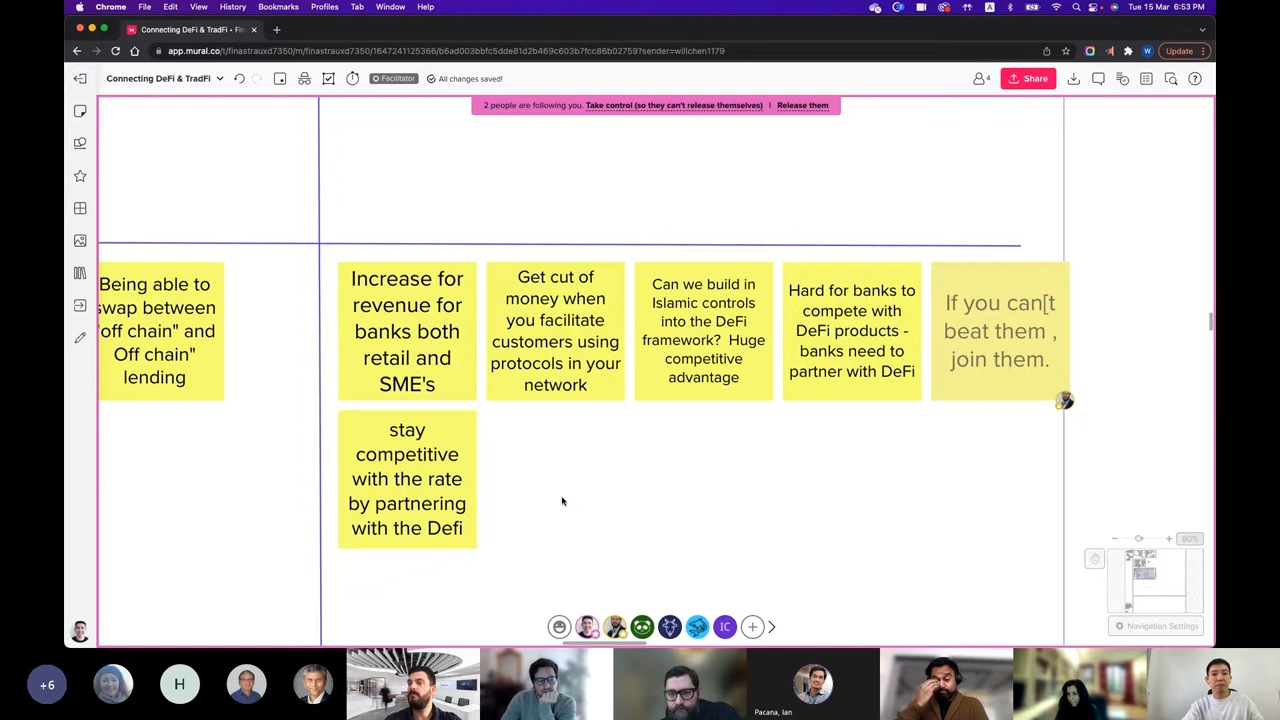 Chrome File Edit View History Bookmarks Profiles Tab Window Help
A
Tue 15 Mar 6:53 PM
Connecting DeFi & TradFi • Fin
app.mural.co/t/finastrauxd7350/m/finastrauxd7350/1647241125366/b6ad003bbfc5dde81d2b469c603b7fcc86b02759?sender=willchen1179
W
Update
Connecting DeFi & TradFi
Facilitator
All changes saved!
4
Share
2 people are following you. Take control (so they can't release themselves) | Release them
Being able to
swap between
"off chain" and
Off chain"
lending
Increase for
revenue for
banks both
retail and
SME's
Get cut of
money when
you facilitate
customers using
protocols in your
network
Can we build in
Islamic controls
into the DeFi
framework? Huge
competitive
advantage
Hard for banks to
compete with
DeFi products -
banks need to
partner with DeFi
If you can[t
beat them ,
join them.
stay
competitive
with the rate
by partnering
with the Defi
80%
Navigation Settings
IC
+6
H
Pacana, Ian